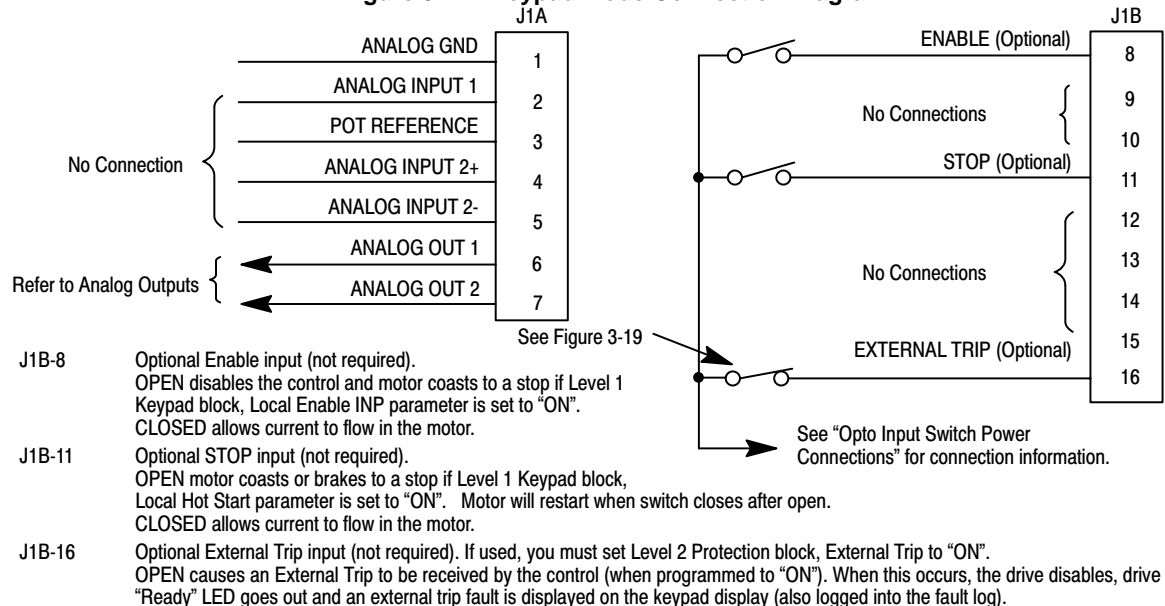 J1A
ANALOG GND 1
ANALOG INPUT 1 2
POT REFERENCE 3
ANALOG INPUT 2+ 4
ANALOG INPUT 2- 5
ANALOG OUT 1 6
ANALOG OUT 2 7
No Connection
Refer to Analog Outputs
J1B
ENABLE (Optional) 8
No Connections 9
10
STOP (Optional) 11
12
No Connections 13
14
15
EXTERNAL TRIP (Optional) 16
See Figure 3-19
See “Opto Input Switch Power
Connections” for connection information.
J1B-8 Optional Enable input (not required).
OPEN disables the control and motor coasts to a stop if Level 1
Keypad block, Local Enable INP parameter is set to “ON”.
CLOSED allows current to flow in the motor.
J1B-11 Optional STOP input (not required).
OPEN motor coasts or brakes to a stop if Level 1 Keypad block,
Local Hot Start parameter is set to “ON”. Motor will restart when switch closes after open.
CLOSED allows current to flow in the motor.
J1B-16 Optional External Trip input (not required). If used, you must set Level 2 Protection block, External Trip to “ON”.
OPEN causes an External Trip to be received by the control (when programmed to “ON”). When this occurs, the drive disables, drive
“Ready” LED goes out and an external trip fault is displayed on the keypad display (also logged into the fault log).